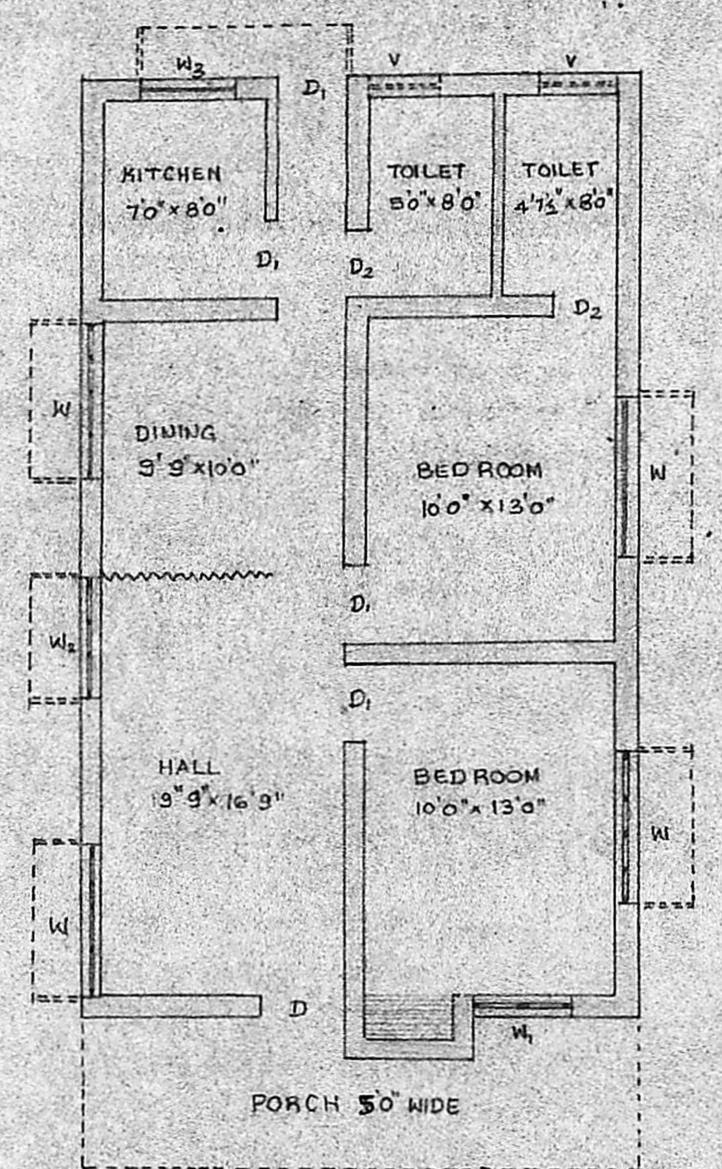 W3
D1
V
V
KITCHEN
7'0" x 8'0"
TOILET
5'0" x 8'0"
TOILET
4'7½" x 8'0"
D1
D2
D2
W
DINING
9'9" x 10'0"
BED ROOM
10'0" x 13'0"
W
W2
D1
D1
HALL
9"9" x 16'9"
BED ROOM
10'0" x 13'0"
W
W
D
W1
PORCH 5'0" WIDE